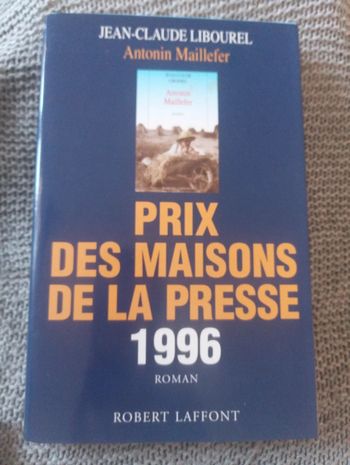 JEAN-CLAUDE LIBOUREL
Antonin Maillefer
Antonin
Maillefer
PRIX
DES MAISONS
DE LA PRESSE
1996
ROMAN
ROBERT LAFFONT